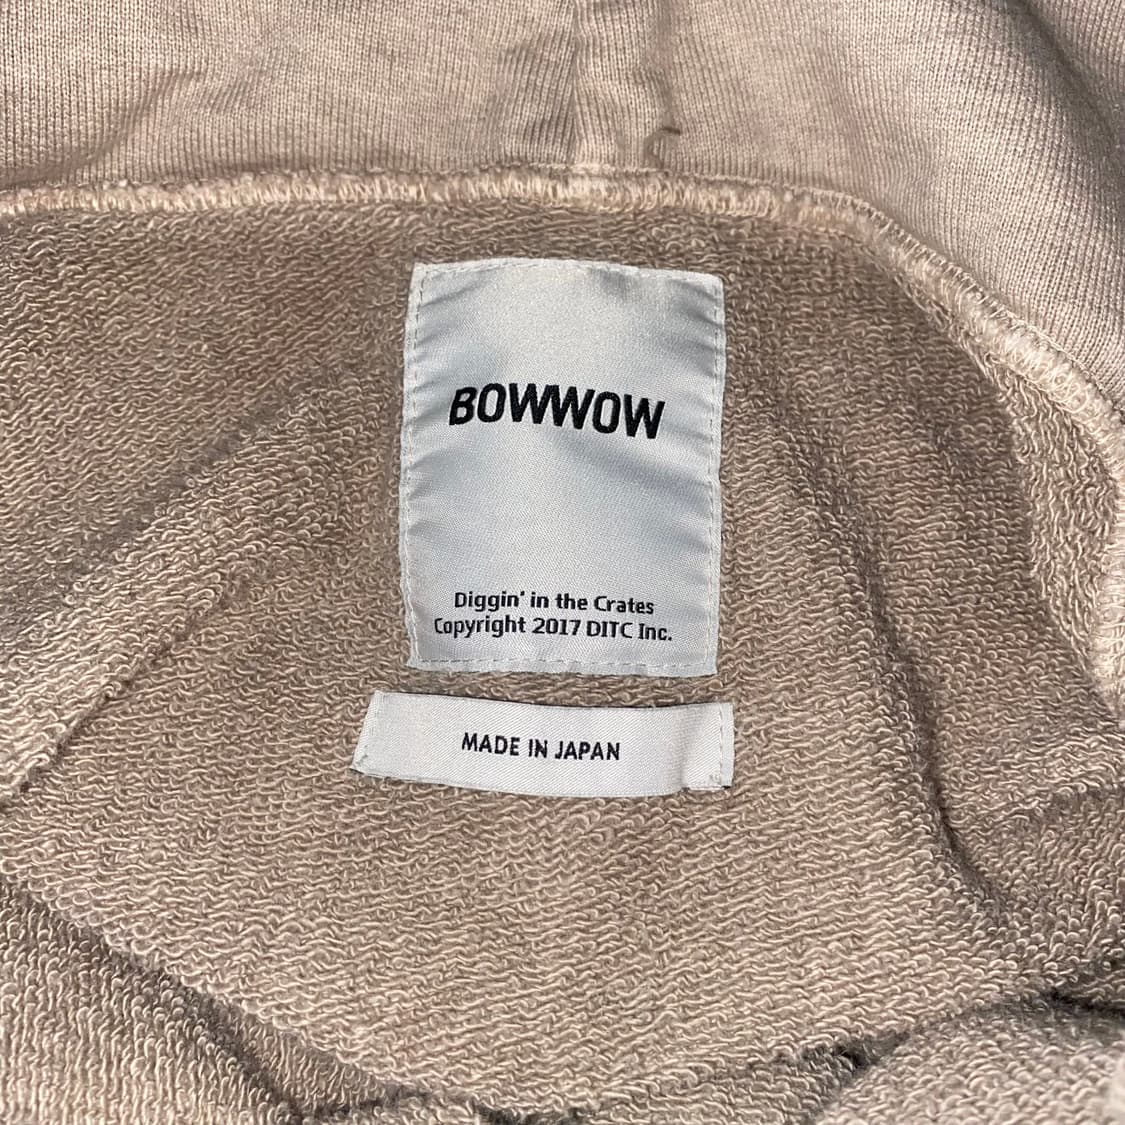 BOWWOW
Diggin' in the Crates
Copyright 2017 DITC Inc.
MADE IN JAPAN